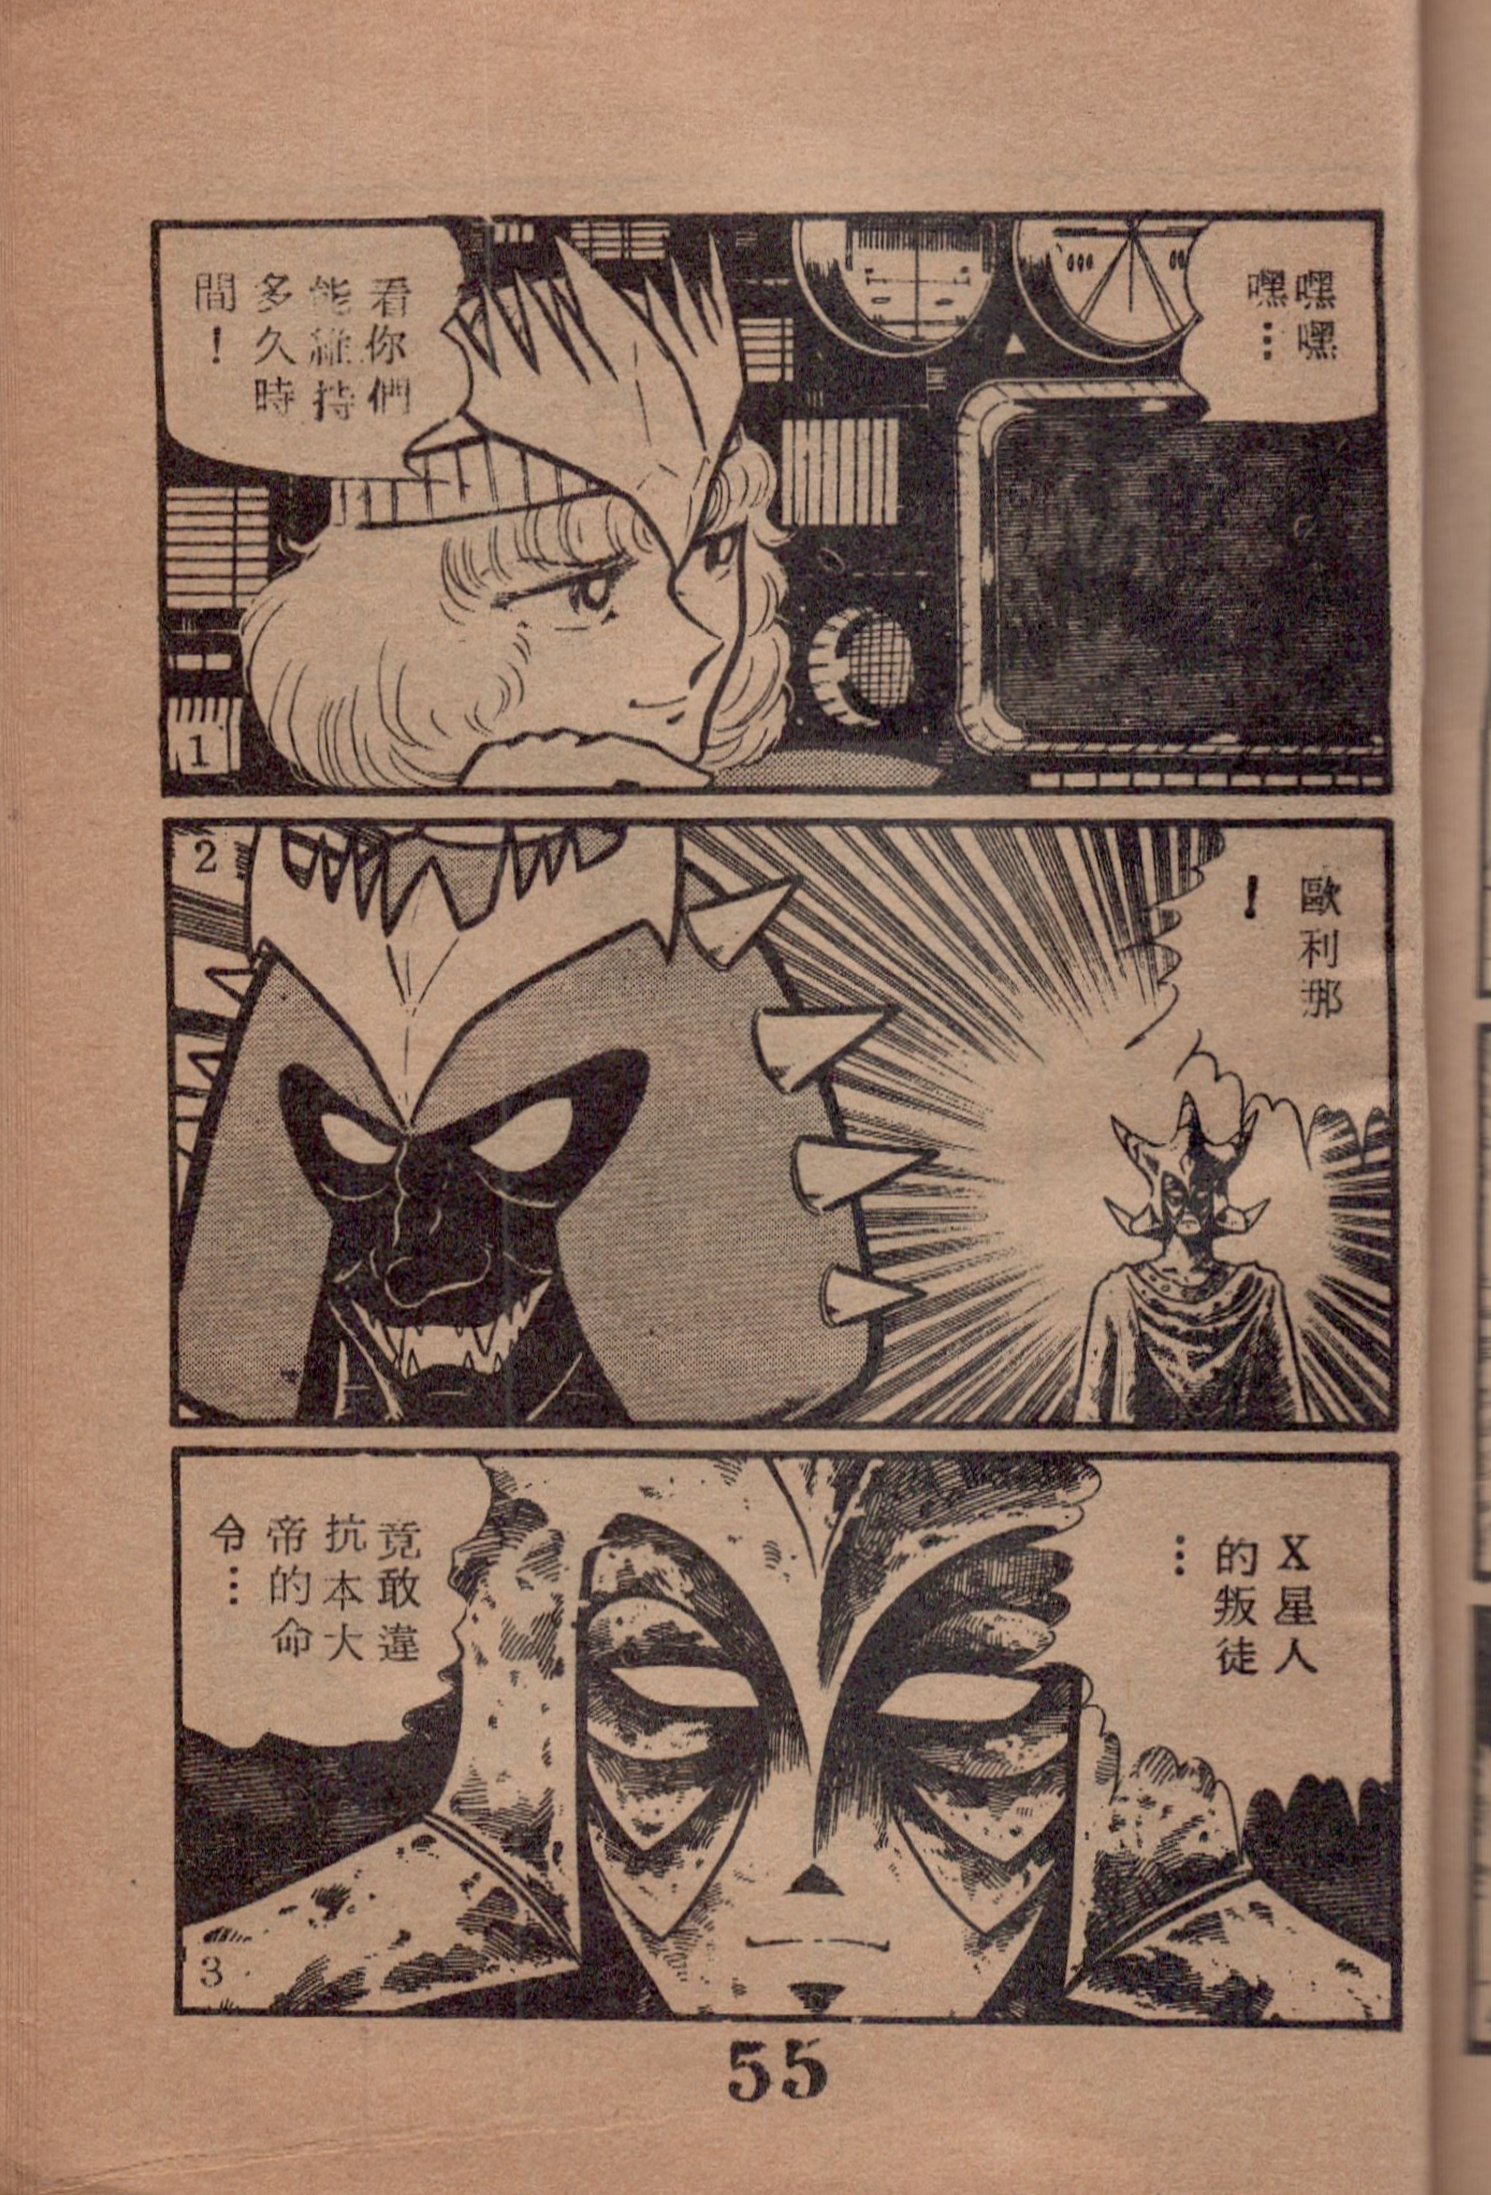 嘿嘿
嘿…
看你們
能維持
多久時
間！
1
歐利那
！
2
X星人
的叛徒
…
竟敢違
抗本大
帝的命
令…
3
55